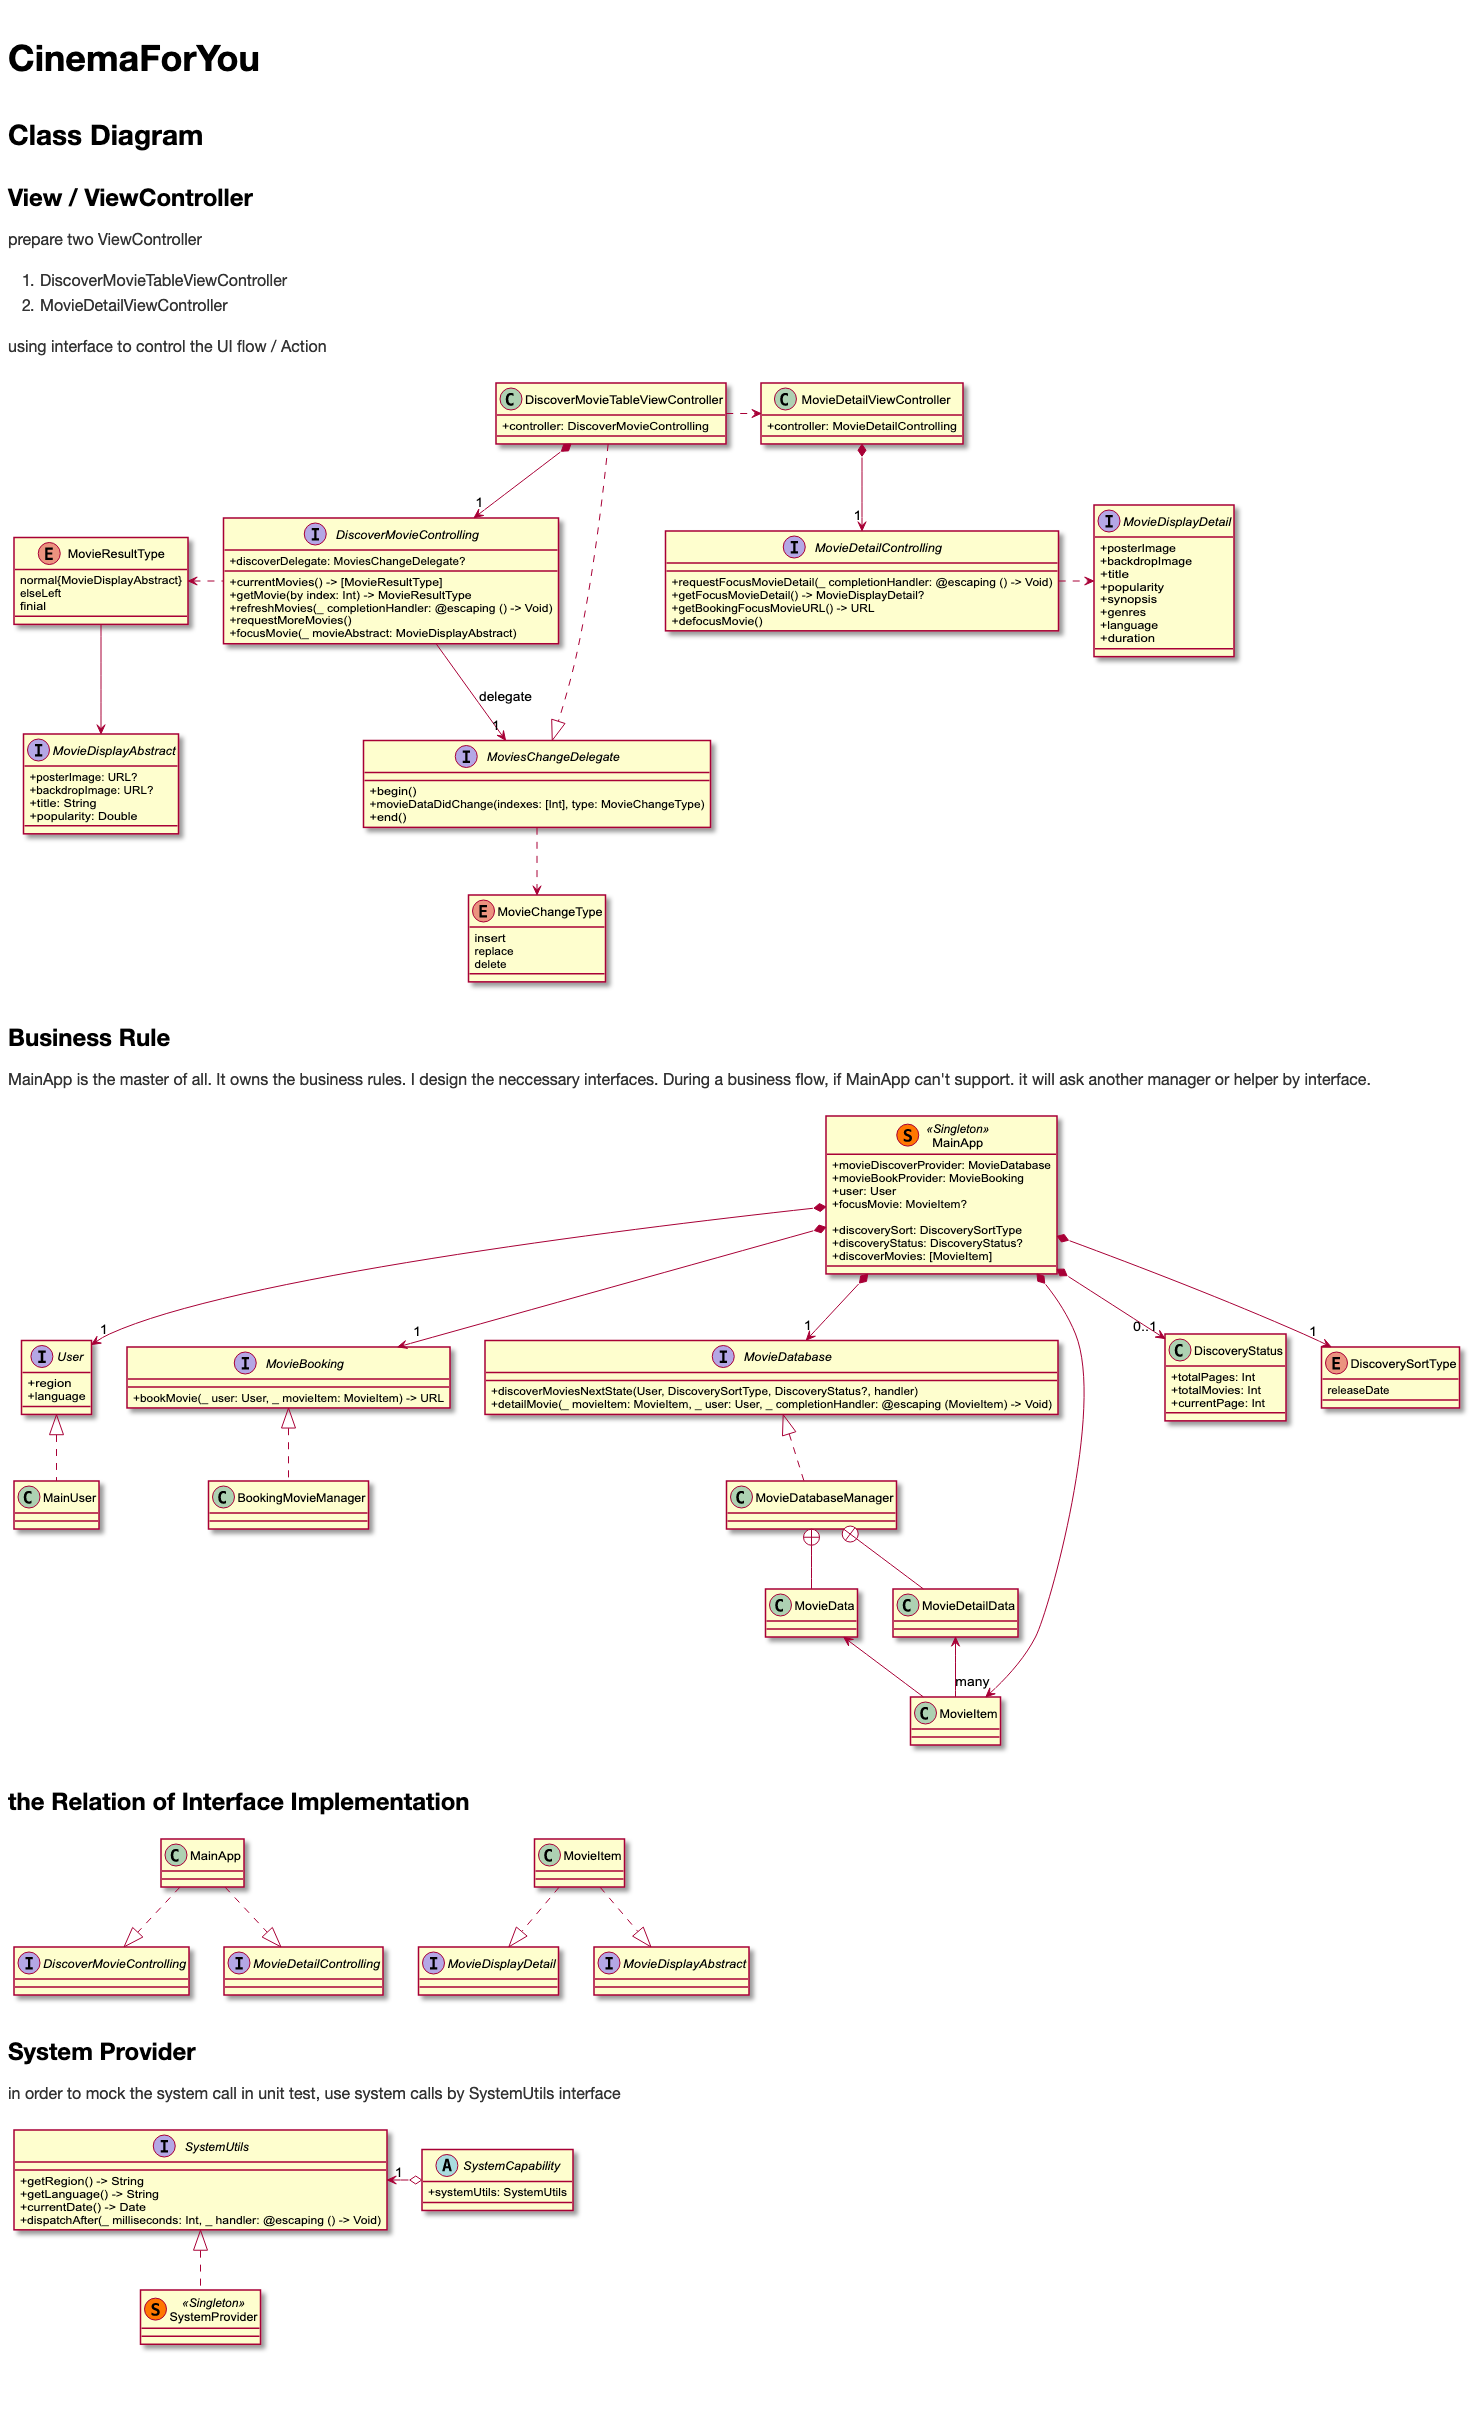 CinemaForYou
Class Diagram
View / ViewController
prepare two ViewController
1. DiscoverMovieTableViewController
2. MovieDetailViewController
using interface to control the UI flow / Action
C DiscoverMovieTableViewController
+controller: DiscoverMovieControlling
C MovieDetailViewController
+controller: MovieDetailControlling
1
1
E MovieResultType
normal{MovieDisplayAbstract}
elseLeft
finial
I DiscoverMovieControlling
+discoverDelegate: MoviesChangeDelegate?
+currentMovies() -> [MovieResultType]
+getMovie(by index: Int) -> MovieResultType
+refreshMovies(_ completionHandler: @escaping () -> Void)
+requestMoreMovies()
+focusMovie(_ movieAbstract: MovieDisplayAbstract)
I MovieDetailControlling
+requestFocusMovieDetail(_ completionHandler: @escaping () -> Void)
+getFocusMovieDetail() -> MovieDisplayDetail?
+getBookingFocusMovieURL() -> URL
+defocusMovie()
I MovieDisplayDetail
+posterImage
+backdropImage
+title
+popularity
+synopsis
+genres
+language
+duration
delegate
1
I MovieDisplayAbstract
+posterImage: URL?
+backdropImage: URL?
+title: String
+popularity: Double
I MoviesChangeDelegate
+begin()
+movieDataDidChange(indexes: [Int], type: MovieChangeType)
+end()
E MovieChangeType
insert
replace
delete
Business Rule
MainApp is the master of all. It owns the business rules. I design the neccessary interfaces. During a business flow, if MainApp can't support. it will ask another manager or helper by interface.
S «Singleton»
MainApp
+movieDiscoverProvider: MovieDatabase
+movieBookProvider: MovieBooking
+user: User
+focusMovie: MovieItem?
+discoverySort: DiscoverySortType
+discoveryStatus: DiscoveryStatus?
+discoverMovies: [MovieItem]
1
1
1
0..1
1
I User
+region
+language
I MovieBooking
+bookMovie(_ user: User, _ movieItem: MovieItem) -> URL
I MovieDatabase
+discoverMoviesNextState(User, DiscoverySortType, DiscoveryStatus?, handler)
+detailMovie(_ movieItem: MovieItem, _ user: User, _ completionHandler: @escaping (MovieItem) -> Void)
C DiscoveryStatus
+totalPages: Int
+totalMovies: Int
+currentPage: Int
E DiscoverySortType
releaseDate
C MainUser
C BookingMovieManager
C MovieDatabaseManager
C MovieData
C MovieDetailData
many
C MovieItem
the Relation of Interface Implementation
C MainApp
C MovieItem
I DiscoverMovieControlling
I MovieDetailControlling
I MovieDisplayDetail
I MovieDisplayAbstract
System Provider
in order to mock the system call in unit test, use system calls by SystemUtils interface
I SystemUtils
+getRegion() -> String
+getLanguage() -> String
+currentDate() -> Date
+dispatchAfter(_ milliseconds: Int, _ handler: @escaping () -> Void)
1
A SystemCapability
+systemUtils: SystemUtils
S «Singleton»
SystemProvider